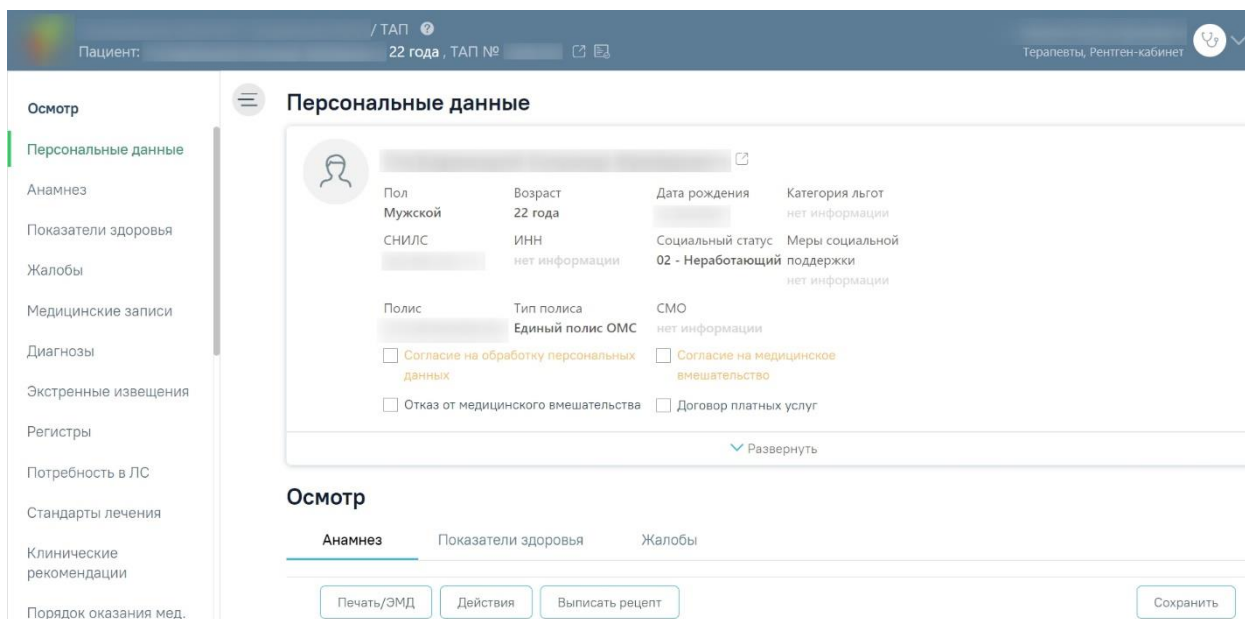 / ТАП ?
Пациент: 22 года , ТАП №
Терапевты, Рентген-кабинет
Осмотр
Персональные данные
Анамнез
Показатели здоровья
Жалобы
Медицинские записи
Диагнозы
Экстренные извещения
Регистры
Потребность в ЛС
Стандарты лечения
Клинические
рекомендации
Порядок оказания мед.
Персональные данные
Пол Возраст Дата рождения Категория льгот
Мужской 22 года нет информации
СНИЛС ИНН Социальный статус Меры социальной
нет информации 02 - Неработающий поддержки
нет информации
Полис Тип полиса СМО
Единый полис ОМС нет информации
Согласие на обработку персональных Согласие на медицинское
данных вмешательство
Отказ от медицинского вмешательства Договор платных услуг
Развернуть
Осмотр
Анамнез Показатели здоровья Жалобы
Печать/ЭМД Действия Выписать рецепт Сохранить